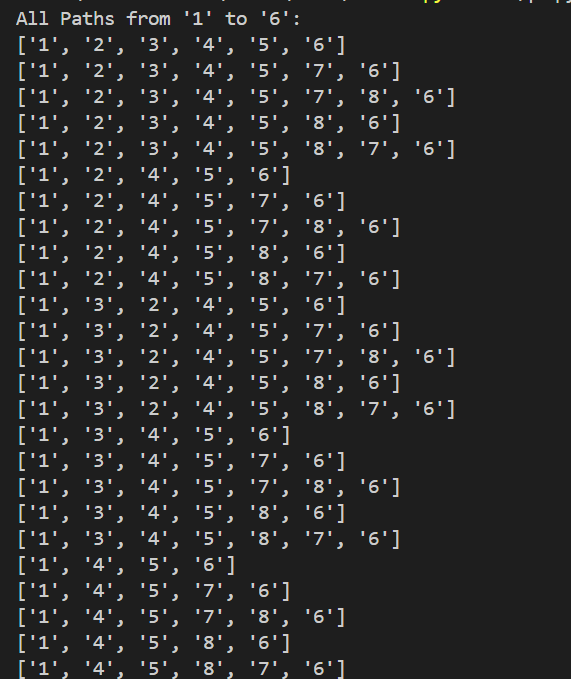 All Paths from '1' to '6':
['1', '2', '3', '4', '5', '6']
['1', '2', '3', '4', '5', '7', '6']
['1', '2', '3', '4', '5', '7', '8', '6']
['1', '2', '3', '4', '5', '8', '6']
['1', '2', '3', '4', '5', '8', '7', '6']
['1', '2', '4', '5', '6']
['1', '2', '4', '5', '7', '6']
['1', '2', '4', '5', '7', '8', '6']
['1', '2', '4', '5', '8', '6']
['1', '2', '4', '5', '8', '7', '6']
['1', '3', '2', '4', '5', '6']
['1', '3', '2', '4', '5', '7', '6']
['1', '3', '2', '4', '5', '7', '8', '6']
['1', '3', '2', '4', '5', '8', '6']
['1', '3', '2', '4', '5', '8', '7', '6']
['1', '3', '4', '5', '6']
['1', '3', '4', '5', '7', '6']
['1', '3', '4', '5', '7', '8', '6']
['1', '3', '4', '5', '8', '6']
['1', '3', '4', '5', '8', '7', '6']
['1', '4', '5', '6']
['1', '4', '5', '7', '6']
['1', '4', '5', '7', '8', '6']
['1', '4', '5', '8', '6']
['1', '4', '5', '8', '7', '6']